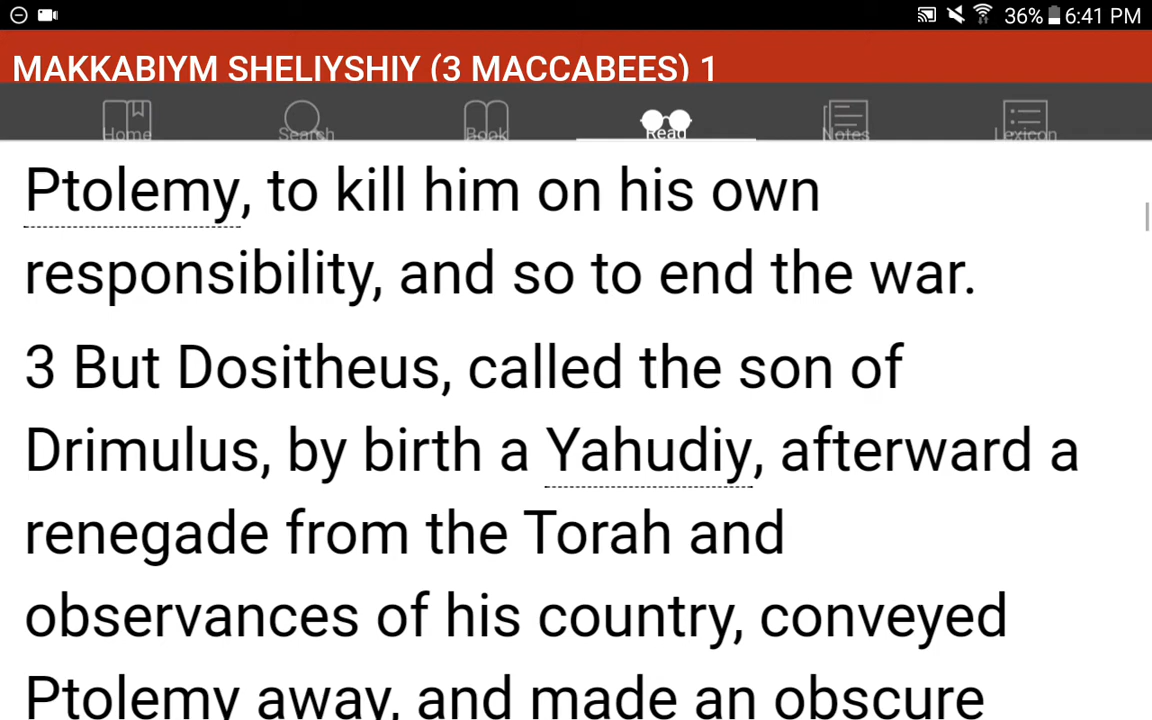 36% 6:41 PM
MAKKABIYM SHELIYSHIY (3 MACCABEES) 1
Home Search Book Read Notes Lexicon
Ptolemy, to kill him on his own
responsibility, and so to end the war.
3 But Dositheus, called the son of
Drimulus, by birth a Yahudiy, afterward a
renegade from the Torah and
observances of his country, conveyed
Ptolemy away, and made an obscure